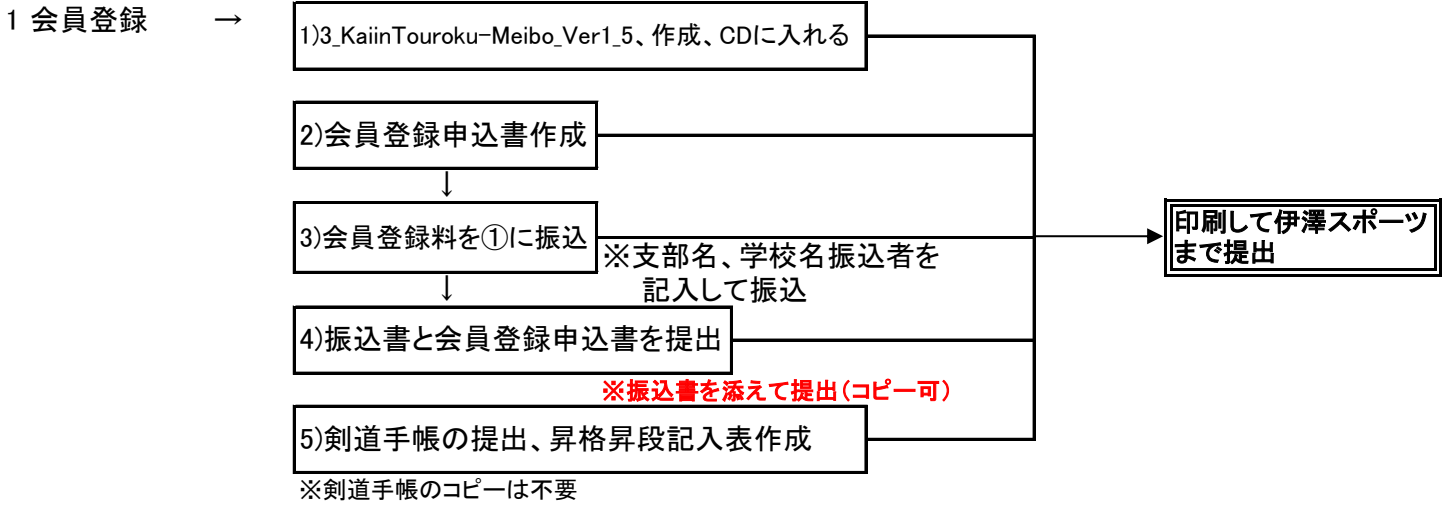 1 会員登録 →
1)3_KaiinTouroku-Meibo_Ver1_5、作成、CDに入れる
2)会員登録申込書作成
↓
3)会員登録料を①に振込
※支部名、学校名振込者を
記入して振込
↓
4)振込書と会員登録申込書を提出
※振込書を添えて提出(コピー可)
5)剣道手帳の提出、昇格昇段記入表作成
※剣道手帳のコピーは不要
印刷して伊澤スポーツ
まで提出